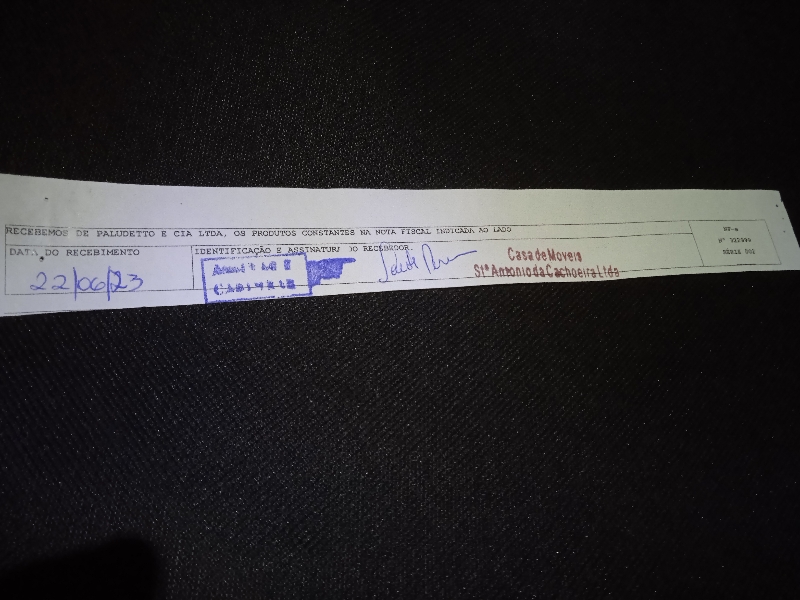 RECEBEMOS DE PALUDETTO E CIA LTDA, OS PRODUTOS CONSTANTES NA NOTA FISCAL INDICADA AO LADO
DATA DO RECEBIMENTO
22/06/23
IDENTIFICAÇÃO E ASSINATURA DO RECEBEDOR
Casa de Moveis
Stº Antonio da Cachoeira Ltda
NF-e
Nº
SÉRIE 001